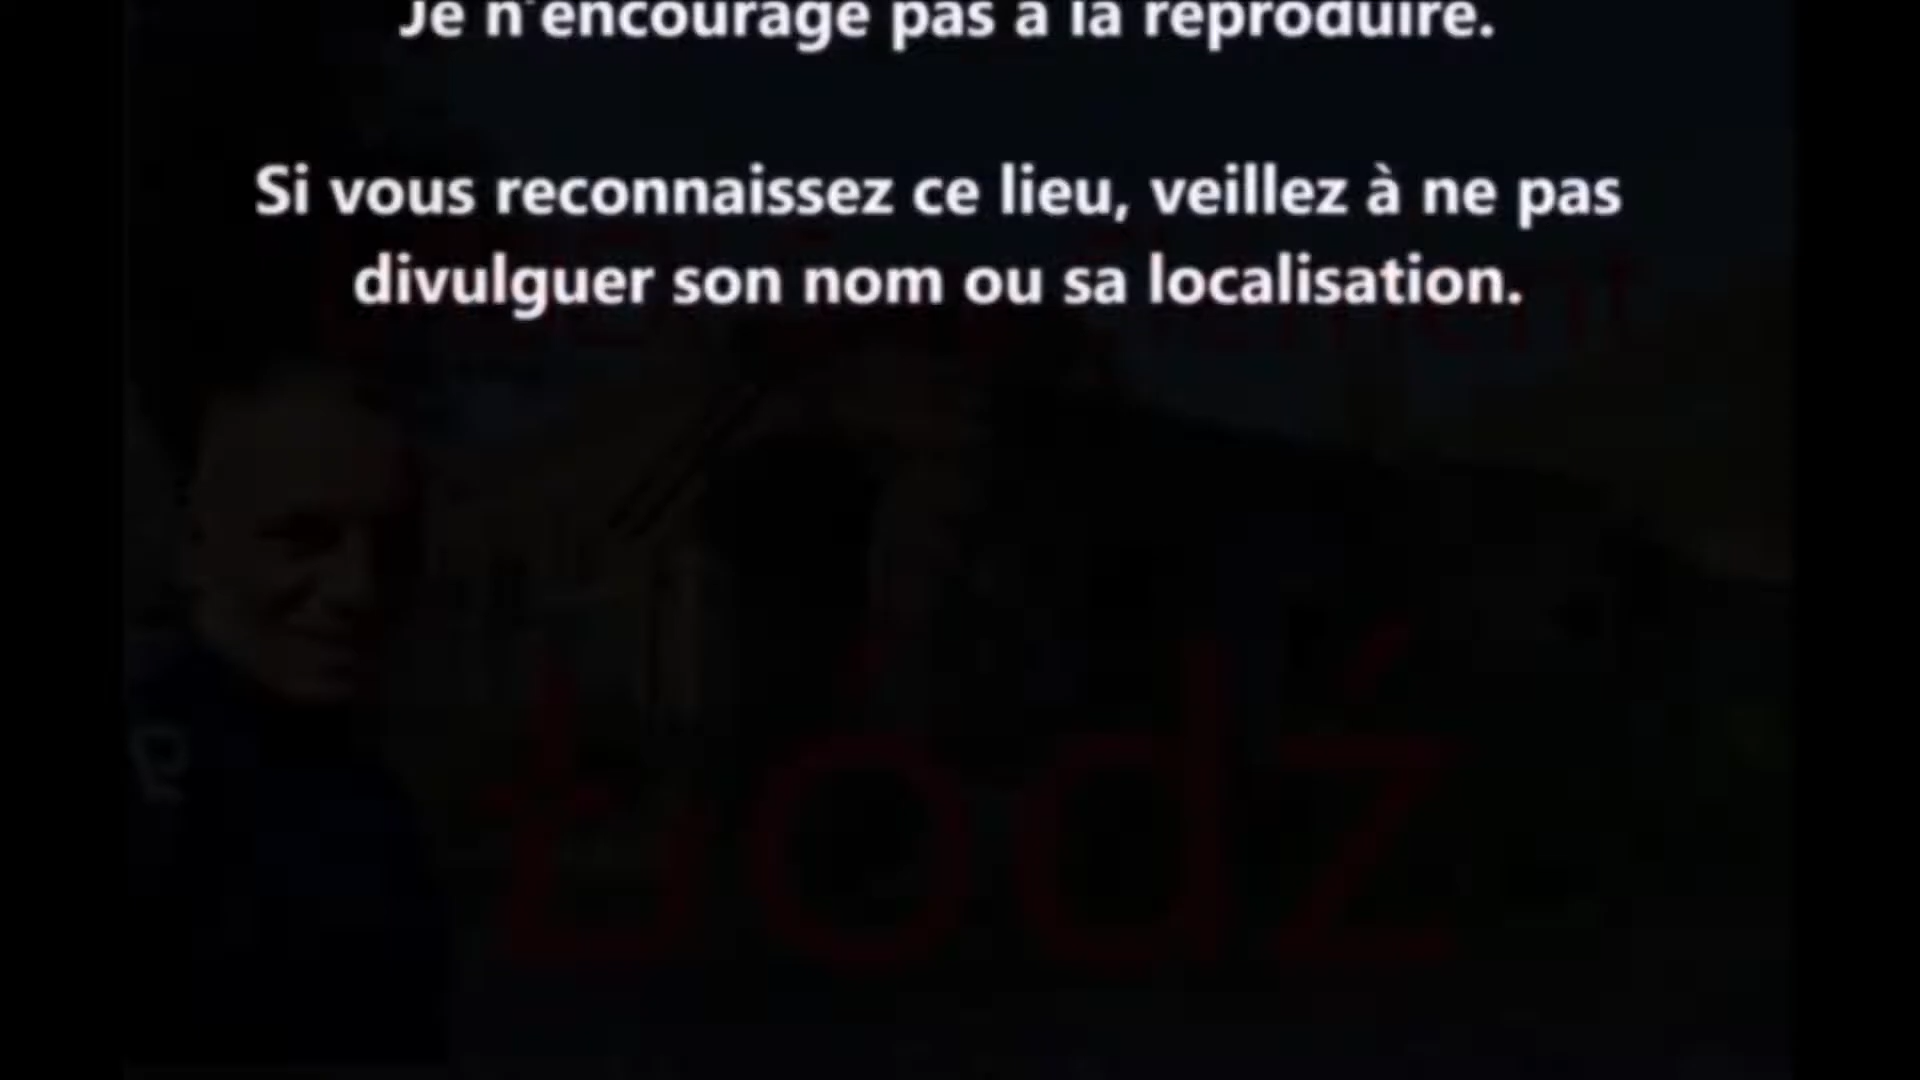 Je n'encourage pas à la reproduire.
Si vous reconnaissez ce lieu, veillez à ne pas
divulguer son nom ou sa localisation.
Łódź